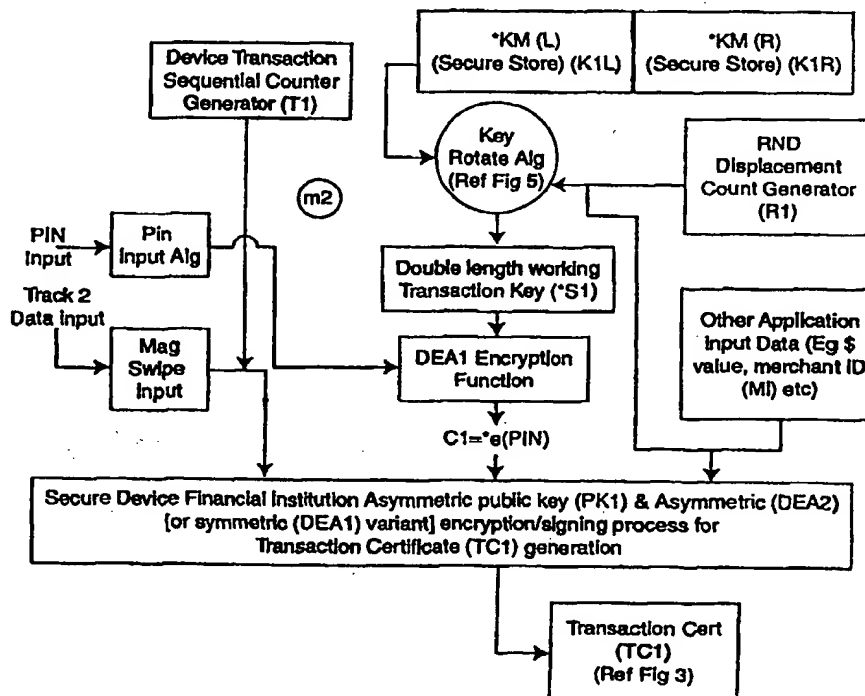 Device Transaction
Sequential Counter
Generator (T1)
*KM (L)
(Secure Store) (K1L)
*KM (R)
(Secure Store) (K1R)
Key
Rotate Alg
(Ref Fig 5)
RND
Displacement
Count Generator
(R1)
m2
PIN
Input
Pin
Input Alg
Double length working
Transaction Key (*S1)
Track 2
Data Input
Mag
Swipe
Input
DEA1 Encryption
Function
Other Application
Input Data (Eg $
value, merchant ID
(MI) etc)
C1=*e(PIN)
Secure Device Financial Institution Asymmetric public key (PK1) & Asymmetric (DEA2)
[or symmetric (DEA1) variant] encryption/signing process for
Transaction Certificate (TC1) generation
Transaction Cert
(TC1)
(Ref Fig 3)